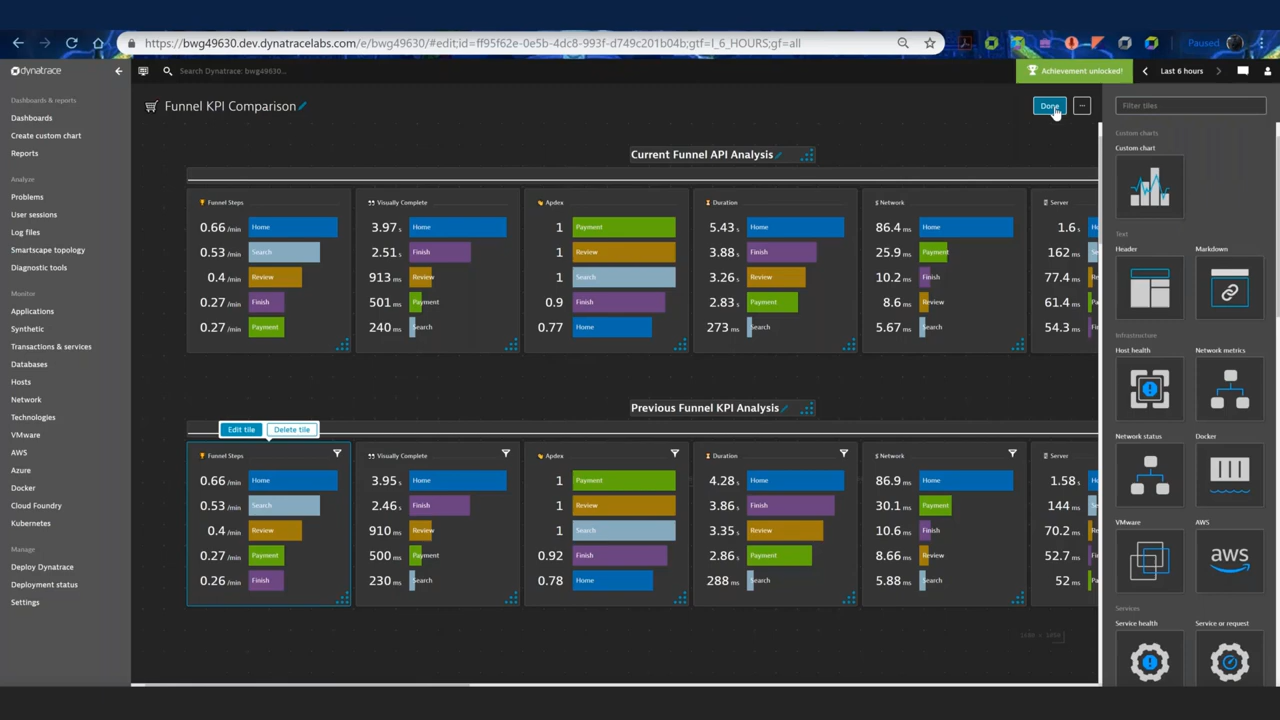 https://bwg49630.dev.dynatracelabs.com/e/bwg49630/#edit;id=ff95f62e-0e5b-4dc8-993f-d749c201b04b;gtf=l_6_HOURS;gf=all
Paused
dynatrace
Search Dynatrace: bwg49630...
Achievement unlocked!
Last 6 hours
Dashboards & reports
Dashboards
Create custom chart
Reports
Analyze
Problems
User sessions
Log files
Smartscape topology
Diagnostic tools
Monitor
Applications
Synthetic
Transactions & services
Databases
Hosts
Network
Technologies
VMware
AWS
Azure
Docker
Cloud Foundry
Kubernetes
Manage
Deploy Dynatrace
Deployment status
Settings
Funnel KPI Comparison
Done
...
Current Funnel API Analysis
Funnel Steps
0.66 /min Home
0.53 /min Search
0.4 /min Review
0.27 /min Finish
0.27 /min Payment
Visually Complete
3.97 s Home
2.51 s Finish
913 ms Review
501 ms Payment
240 ms Search
Apdex
1 Payment
1 Review
1 Search
0.9 Finish
0.77 Home
Duration
5.43 s Home
3.88 s Finish
3.26 s Review
2.83 s Payment
273 ms Search
$ Network
86.4 ms Home
25.9 ms Payment
10.2 ms Finish
8.6 ms Review
5.67 ms Search
Server
1.6 s
162 ms
77.4 ms
61.4 ms
54.3 ms
Previous Funnel KPI Analysis
Edit tile
Delete tile
Funnel Steps
0.66 /min Home
0.53 /min Search
0.4 /min Review
0.27 /min Payment
0.26 /min Finish
Visually Complete
3.95 s Home
2.46 s Finish
910 ms Review
500 ms Payment
230 ms Search
Apdex
1 Payment
1 Review
1 Search
0.92 Finish
0.78 Home
Duration
4.28 s Home
3.86 s Finish
3.35 s Review
2.86 s Payment
288 ms Search
$ Network
86.9 ms Home
30.1 ms Payment
10.6 ms Finish
8.66 ms Review
5.88 ms Search
Server
1.58 s
144 ms
70.2 ms
52.7 ms
52 ms
Filter tiles
Custom charts
Custom chart
Text
Header
Markdown
Infrastructure
Host health
Network metrics
Network status
Docker
VMware
AWS
aws
Services
Service health
Service or request